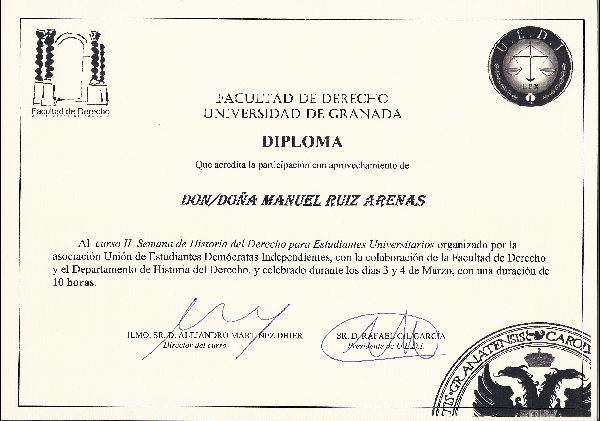 Facultad de Derecho
U.E.D.I
LEX
FACULTAD DE DERECHO
UNIVERSIDAD DE GRANADA
DIPLOMA
Que acredita la participación con aprovechamiento de
DON/DOÑA MANUEL RUIZ ARENAS
Al curso II Semana de Historia del Derecho para Estudiantes Universitarios organizado por la
asociación Unión de Estudiantes Demócratas Independientes, con la colaboración de la Facultad de Derecho
y el Departamento de Historia del Derecho, y celebrado durante los días 3 y 4 de Marzo, con una duración de
10 horas.
ILMO. SR. D. ALEJANDRO MARTÍNEZ DHIER
Director del curso
SR. D. RAFAEL GIL GARCÍA
Presidente de U.E.D.I.
TIS·GRANATENSIS CAROL